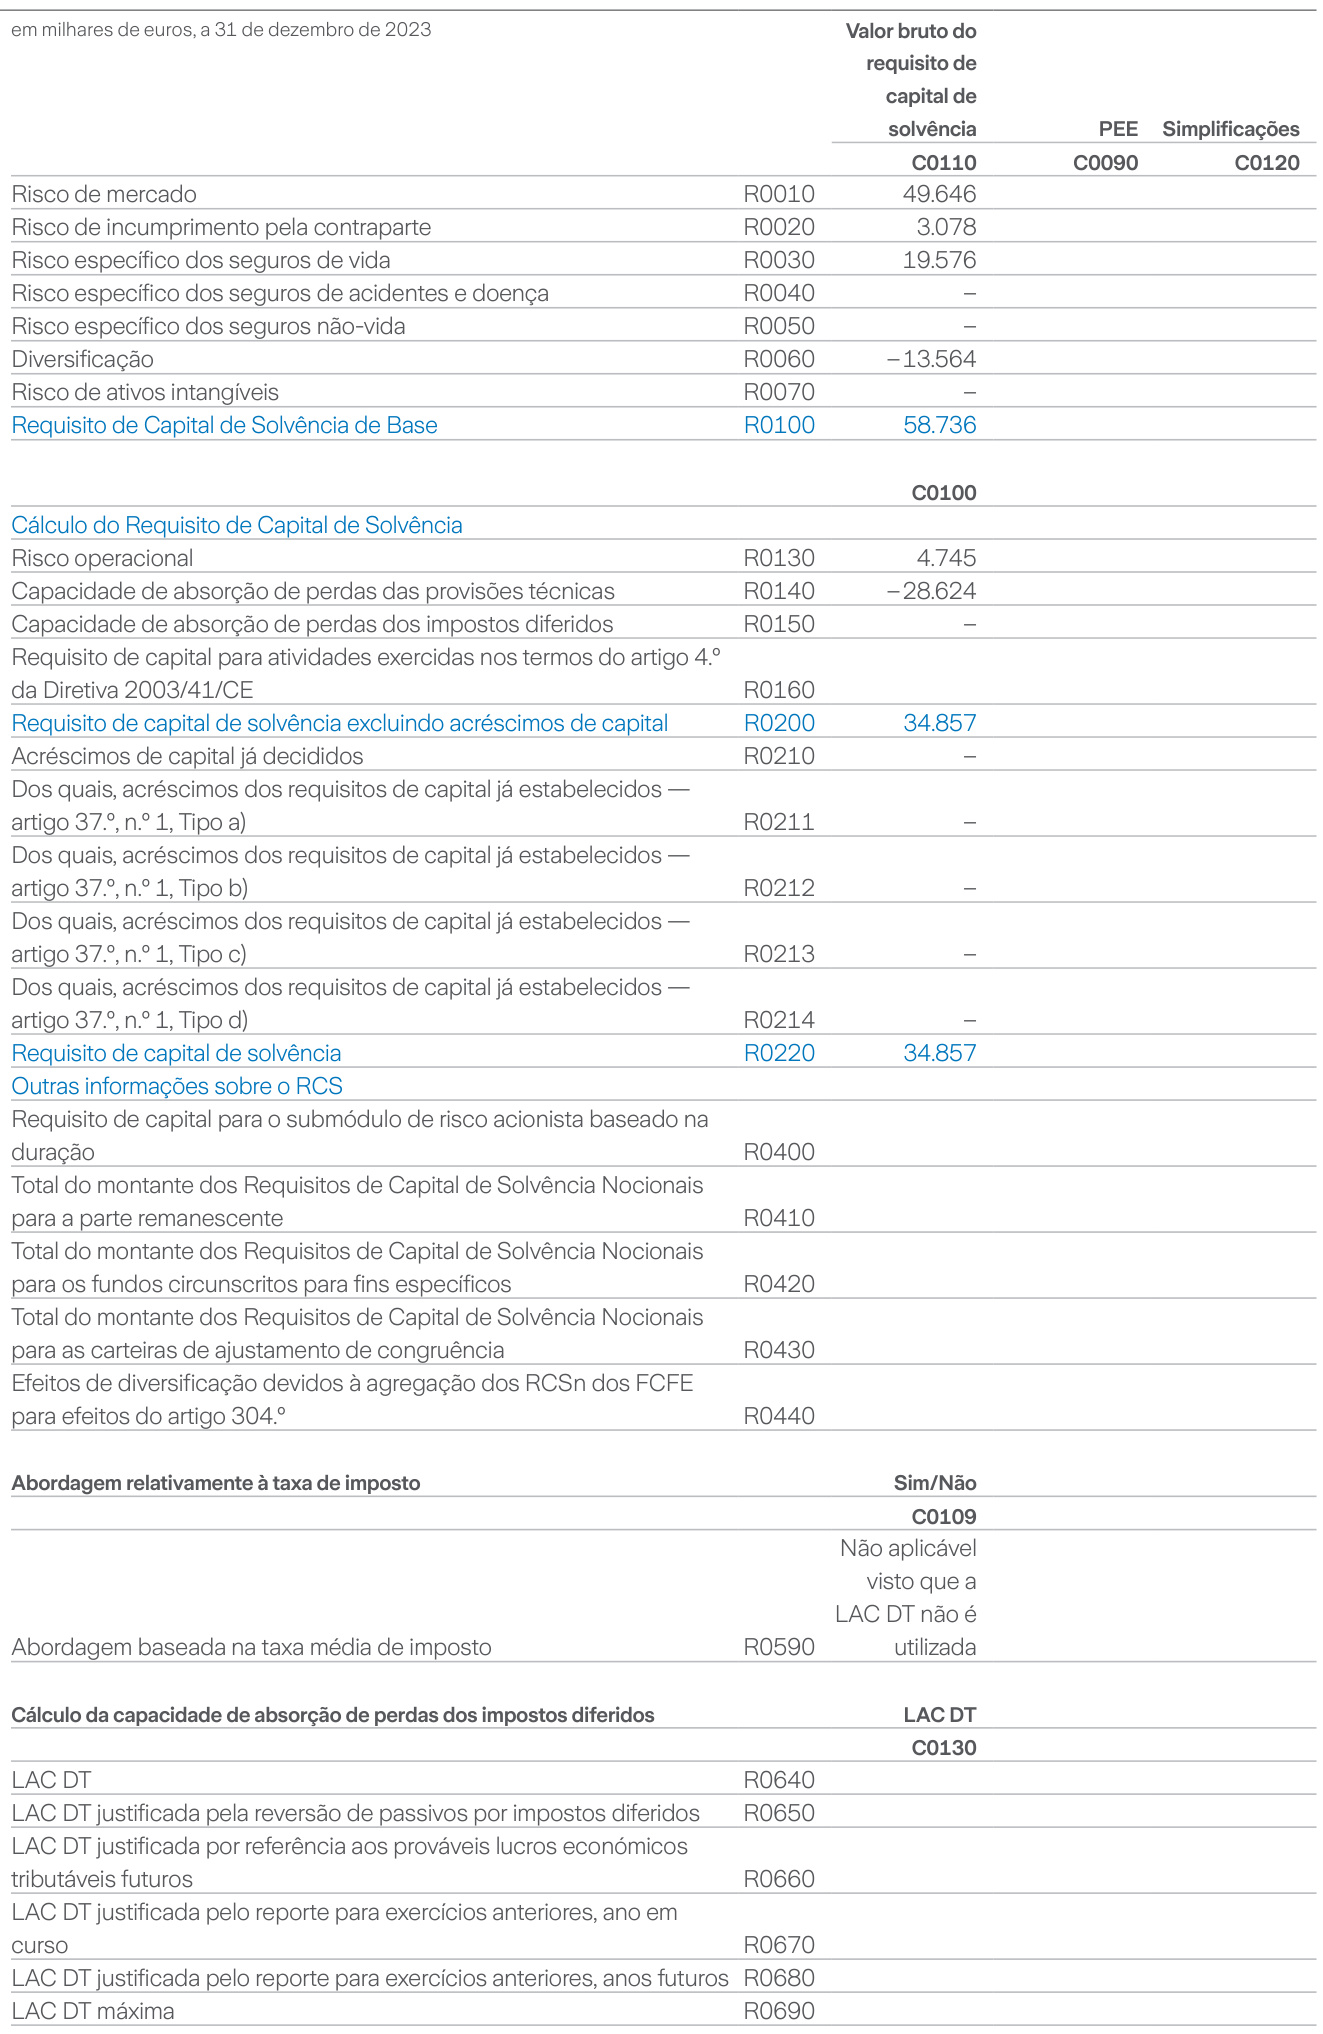 em milhares de euros, a 31 de dezembro de 2023
Valor bruto do
requisito de
capital de
solvência PEE Simplificações
C0110 C0090 C0120
Risco de mercado R0010 49.646
Risco de incumprimento pela contraparte R0020 3.078
Risco específico dos seguros de vida R0030 19.576
Risco específico dos seguros de acidentes e doença R0040 –
Risco específico dos seguros não-vida R0050 –
Diversificação R0060 –13.564
Risco de ativos intangíveis R0070 –
Requisito de Capital de Solvência de Base R0100 58.736
C0100
Cálculo do Requisito de Capital de Solvência
Risco operacional R0130 4.745
Capacidade de absorção de perdas das provisões técnicas R0140 –28.624
Capacidade de absorção de perdas dos impostos diferidos R0150 –
Requisito de capital para atividades exercidas nos termos do artigo 4.º
da Diretiva 2003/41/CE R0160
Requisito de capital de solvência excluindo acréscimos de capital R0200 34.857
Acréscimos de capital já decididos R0210 –
Dos quais, acréscimos dos requisitos de capital já estabelecidos —
artigo 37.º, n.º 1, Tipo a) R0211 –
Dos quais, acréscimos dos requisitos de capital já estabelecidos —
artigo 37.º, n.º 1, Tipo b) R0212 –
Dos quais, acréscimos dos requisitos de capital já estabelecidos —
artigo 37.º, n.º 1, Tipo c) R0213 –
Dos quais, acréscimos dos requisitos de capital já estabelecidos —
artigo 37.º, n.º 1, Tipo d) R0214 –
Requisito de capital de solvência R0220 34.857
Outras informações sobre o RCS
Requisito de capital para o submódulo de risco acionista baseado na
duração R0400
Total do montante dos Requisitos de Capital de Solvência Nocionais
para a parte remanescente R0410
Total do montante dos Requisitos de Capital de Solvência Nocionais
para os fundos circunscritos para fins específicos R0420
Total do montante dos Requisitos de Capital de Solvência Nocionais
para as carteiras de ajustamento de congruência R0430
Efeitos de diversificação devidos à agregação dos RCSn dos FCFE
para efeitos do artigo 304.º R0440
Abordagem relativamente à taxa de imposto Sim/Não
C0109
Não aplicável
visto que a
LAC DT não é
Abordagem baseada na taxa média de imposto R0590 utilizada
Cálculo da capacidade de absorção de perdas dos impostos diferidos LAC DT
C0130
LAC DT R0640
LAC DT justificada pela reversão de passivos por impostos diferidos R0650
LAC DT justificada por referência aos prováveis lucros económicos
tributáveis futuros R0660
LAC DT justificada pelo reporte para exercícios anteriores, ano em
curso R0670
LAC DT justificada pelo reporte para exercícios anteriores, anos futuros R0680
LAC DT máxima R0690